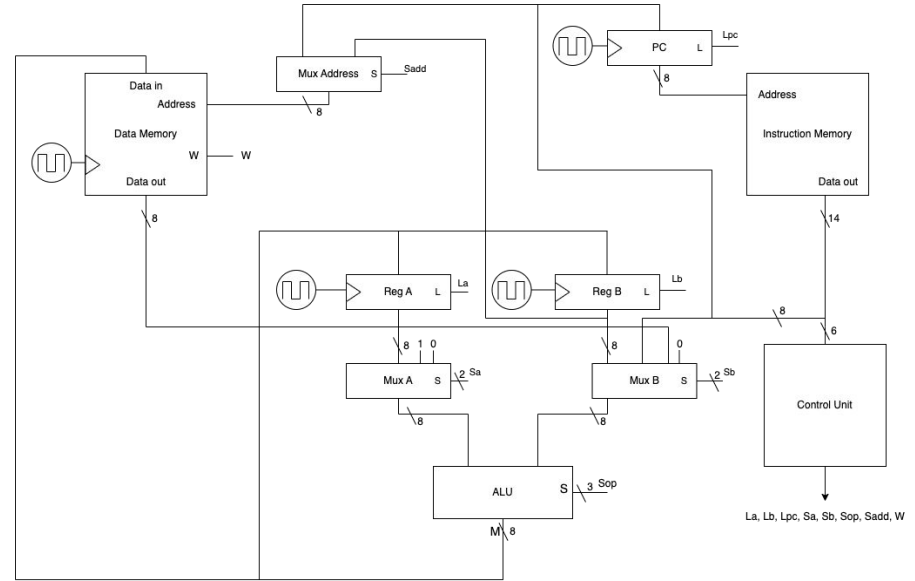 Lpc
PC
L
8
Mux Address
S
Sadd
8
Data in
Address
Data Memory
W
W
Data out
8
Address
Instruction Memory
Data out
14
La
Reg A
L
Lb
Reg B
L
8
6
8
1
0
8
0
Mux A
S
2
Sa
Mux B
S
2
Sb
Control Unit
8
8
ALU
S
3
Sop
M
8
La, Lb, Lpc, Sa, Sb, Sop, Sadd, W